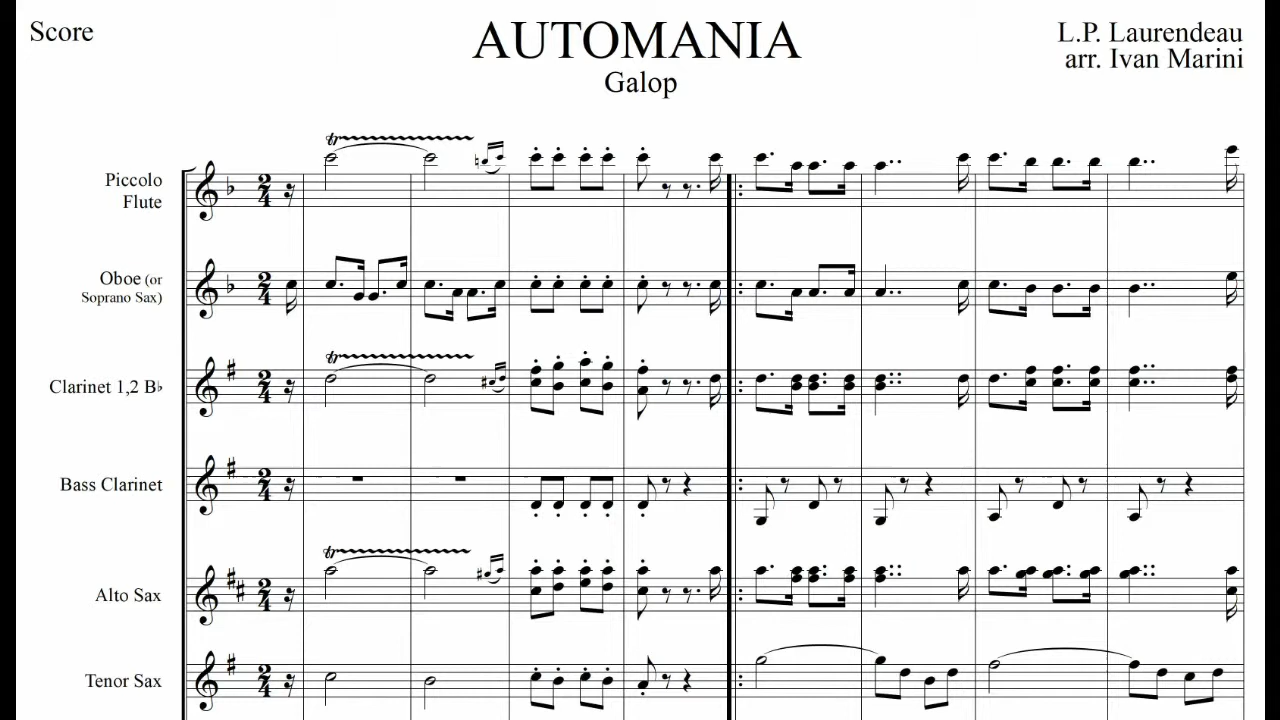 Score
AUTOMANIA
Galop
L.P. Laurendeau
arr. Ivan Marini
Piccolo
Flute
Oboe (or
Soprano Sax)
Clarinet 1,2 B♭
Bass Clarinet
Alto Sax
Tenor Sax